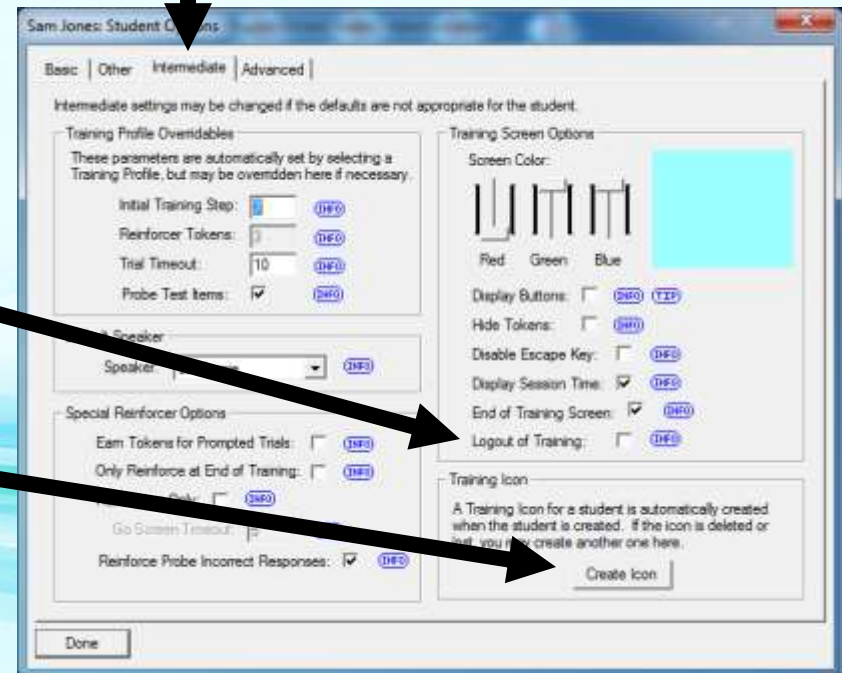 Sam Jones: Student
Basic Other Intermediate Advanced
Intermediate settings may be changed if the defaults are not appropriate for the student.
Training Profile Overridables
These parameters are automatically set by selecting a
Training Profile, but may be overridden here if necessary.
Initial Training Step: INFO
Reinforcer Tokens: 3 INFO
Trial Timeout: 10 INFO
Probe Test Items: INFO
Speaker
Speaker: INFO
Special Reinforcer Options
Earn Tokens for Prompted Trials: INFO
Only Reinforce at End of Training: INFO
Only: INFO
Go Screen Timeout: 5
Reinforce Probe Incorrect Responses: INFO
Training Screen Options
Screen Color:
Red Green Blue
Display Buttons: INFO TIP
Hide Tokens: INFO
Disable Escape Key: INFO
Display Session Time: INFO
End of Training Screen: INFO
Logout of Training: INFO
Training Icon
A Training Icon for a student is automatically created
when the student is created. If the icon is deleted or
lost, you may create another one here.
Create Icon
Done